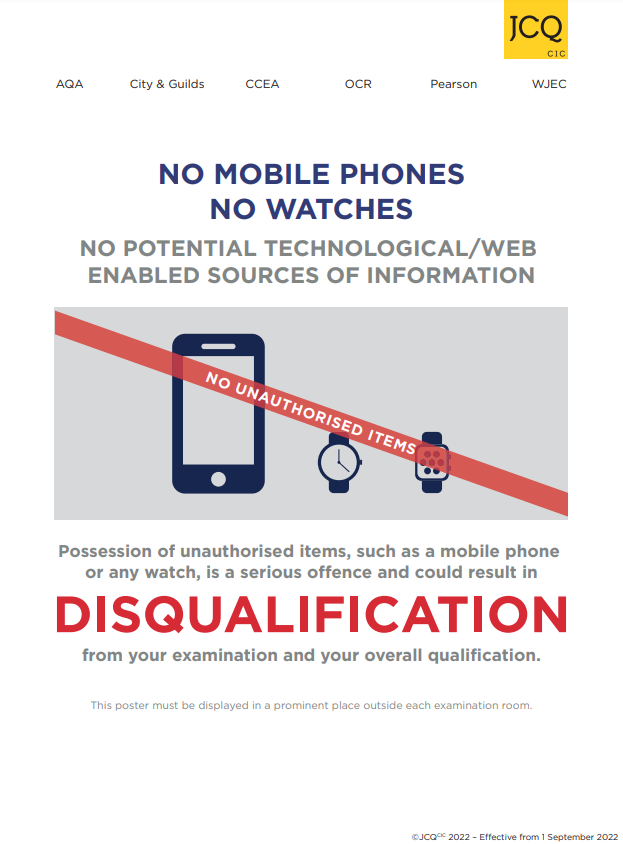 JCQ
CIC
AQA City & Guilds CCEA OCR Pearson WJEC
NO MOBILE PHONES
NO WATCHES
NO POTENTIAL TECHNOLOGICAL/WEB
ENABLED SOURCES OF INFORMATION
NO UNAUTHORISED ITEMS
Possession of unauthorised items, such as a mobile phone
or any watch, is a serious offence and could result in
DISQUALIFICATION
from your examination and your overall qualification.
This poster must be displayed in a prominent place outside each examination room.
©JCQCIC 2022 – Effective from 1 September 2022